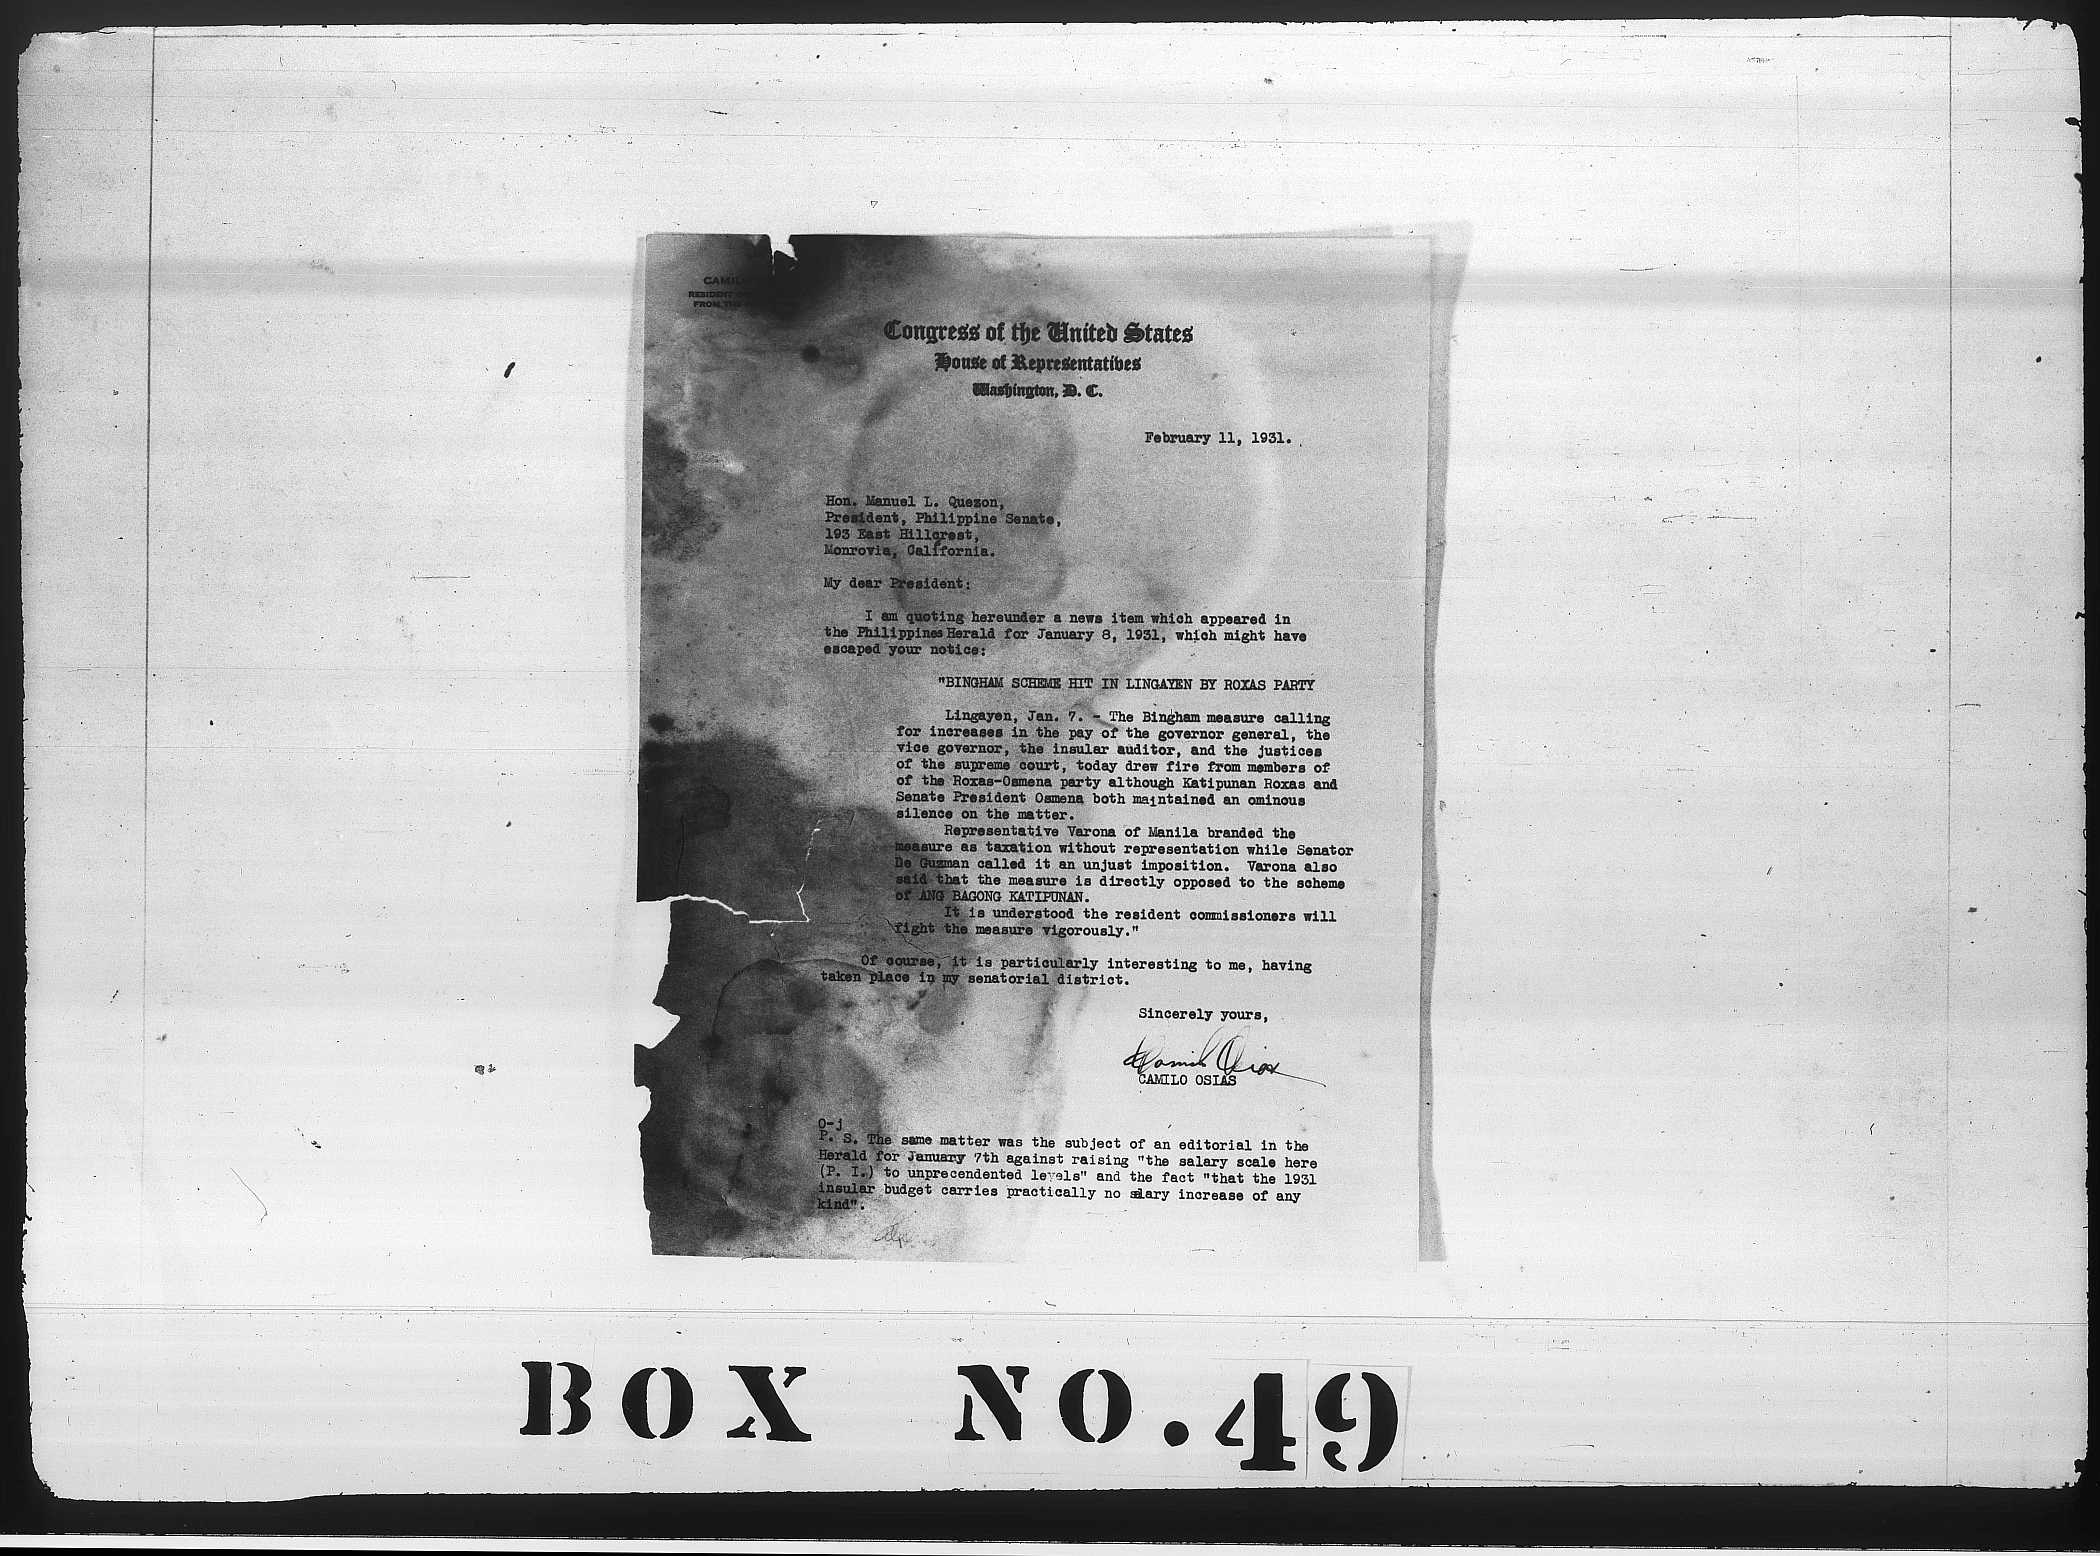 CAMIL
RESIDENT
FROM THE
Congress of the United States
House of Representatives
Washington, D. C.
February 11, 1931.
Hon. Manuel L. Quezon,
President, Philippine Senate,
193 East Hillcrest,
Monrovia, California.
My dear President:
I am quoting hereunder a news item which appeared in
the Philippines Herald for January 8, 1931, which might have
escaped your notice:
"BINGHAM SCHEME HIT IN LINGAYEN BY ROXAS PARTY
Lingayen, Jan. 7. - The Bingham measure calling
for increases in the pay of the governor general, the
vice governor, the insular auditor, and the justices
of the supreme court, today drew fire from members of
of the Roxas-Osmena party although Katipunan Roxas and
Senate President Osmena both maintained an ominous
silence on the matter.
Representative Varona of Manila branded the
measure as taxation without representation while Senator
De Guzman called it an unjust imposition. Varona also
said that the measure is directly opposed to the scheme
of ANG BAGONG KATIPUNAN.
It is understood the resident commissioners will
fight the measure vigorously."
Of course, it is particularly interesting to me, having
taken place in my senatorial district.
Sincerely yours,
Camilo Osias
CAMILO OSIAS
O-j
P. S. The same matter was the subject of an editorial in the
Herald for January 7th against raising "the salary scale here
(P. I.) to unprecendented levels" and the fact "that the 1931
insular budget carries practically no slary increase of any
kind".
BOX NO. 49